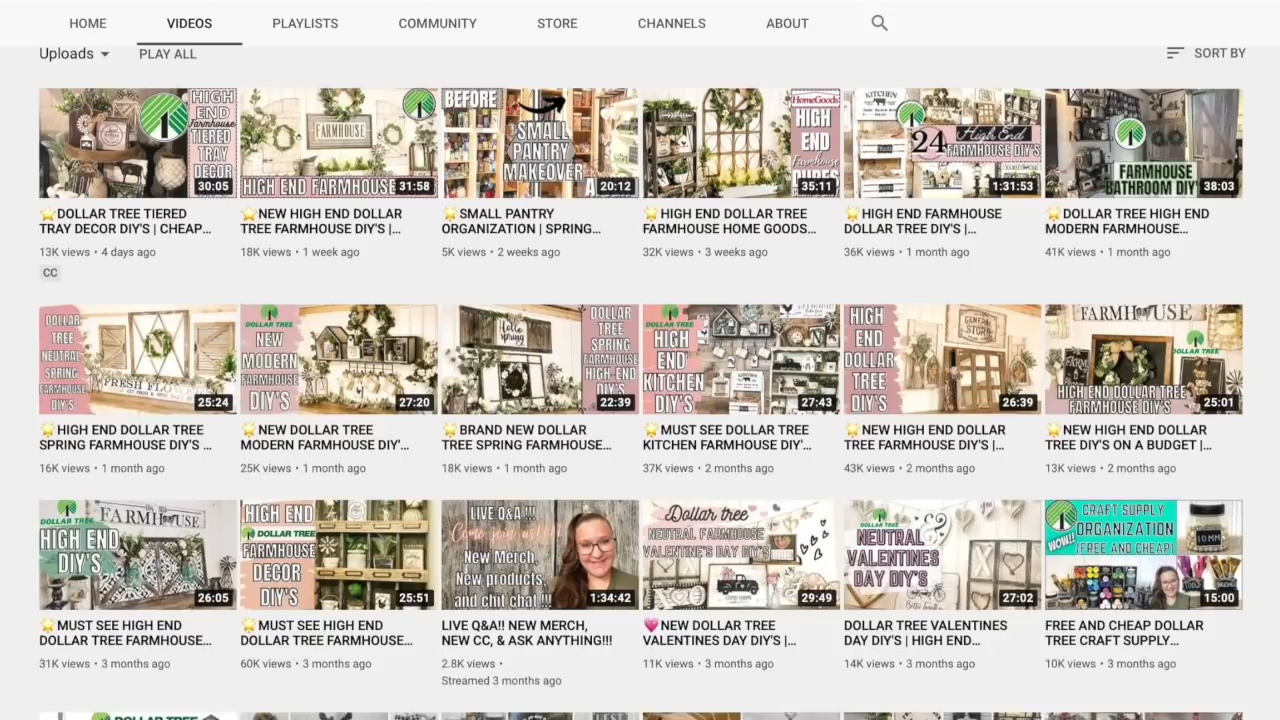 HOME VIDEOS PLAYLISTS COMMUNITY STORE CHANNELS ABOUT
Uploads PLAY ALL SORT BY
HIGH
END
Farmhouse
TIERED
TRAY
DECOR
30:05
FARMHOUSE
HIGH END FARMHOUSE
31:58
BEFORE
SMALL
PANTRY
MAKEOVER
20:12
HomeGoods
HIGH
END
Farmhouse
DUPES
35:11
KITCHEN
24 High End
FARMHOUSE DIY'S
1:31:53
FARMHOUSE
BATHROOM DIY
38:03
⭐DOLLAR TREE TIERED
TRAY DECOR DIY'S | CHEAP...
13K views • 4 days ago
CC
⭐NEW HIGH END DOLLAR
TREE FARMHOUSE DIY'S |...
18K views • 1 week ago
⭐SMALL PANTRY
ORGANIZATION | SPRING...
5K views • 2 weeks ago
⭐HIGH END DOLLAR TREE
FARMHOUSE HOME GOODS...
32K views • 3 weeks ago
⭐HIGH END FARMHOUSE
DOLLAR TREE DIY'S |...
36K views • 1 month ago
⭐DOLLAR TREE HIGH END
MODERN FARMHOUSE...
41K views • 1 month ago
DOLLAR
TREE
NEUTRAL
SPRING
FARMHOUSE
DIY'S
25:24
DOLLAR TREE
NEW
MODERN
FARMHOUSE
DIY'S
27:20
Hello
spring
DOLLAR
TREE
SPRING
FARMHOUSE
HIGH-END
DIY'S
22:39
DOLLAR TREE
HIGH
END
KITCHEN
DIY'S
KITCHEN
27:43
HIGH
END
DOLLAR
TREE
DIY'S
GENERAL
STORE
26:39
FARMHOUSE
DOLLAR TREE
FARM
HIGH END DOLLAR TREE
FARMHOUSE DIY'S
25:01
⭐HIGH END DOLLAR TREE
SPRING FARMHOUSE DIY'S ...
16K views • 1 month ago
⭐NEW DOLLAR TREE
MODERN FARMHOUSE DIY'...
25K views • 1 month ago
⭐BRAND NEW DOLLAR
TREE SPRING FARMHOUSE...
18K views • 1 month ago
⭐MUST SEE DOLLAR TREE
KITCHEN FARMHOUSE DIY'...
37K views • 2 months ago
⭐NEW HIGH END DOLLAR
TREE FARMHOUSE DIY'S |...
43K views • 2 months ago
⭐NEW HIGH END DOLLAR
TREE DIY'S ON A BUDGET |...
13K views • 2 months ago
DOLLAR TREE
HIGH END
DIY'S
FARMHOUSE
26:05
HIGH END
DOLLAR TREE
FARMHOUSE
DECOR
DIY'S
25:51
LIVE Q&A !!!
New Merch,
New products,
and chit chat !!!
1:34:42
Dollar tree
NEUTRAL FARMHOUSE
VALENTINE'S DAY DIY'S
29:49
DOLLAR TREE
NEUTRAL
VALENTINES
DAY DIY'S
27:02
CRAFT SUPPLY
ORGANIZATION
WOW!! (FREE AND CHEAP)
10MM
15:00
⭐MUST SEE HIGH END
DOLLAR TREE FARMHOUSE...
31K views • 3 months ago
⭐MUST SEE HIGH END
DOLLAR TREE FARMHOUSE...
60K views • 3 months ago
LIVE Q&A!! NEW MERCH,
NEW CC, & ASK ANYTHING!!!
2.8K views •
Streamed 3 months ago
💗NEW DOLLAR TREE
VALENTINES DAY DIY'S |...
11K views • 3 months ago
DOLLAR TREE VALENTINES
DAY DIY'S | HIGH END...
14K views • 3 months ago
FREE AND CHEAP DOLLAR
TREE CRAFT SUPPLY...
10K views • 3 months ago
DOLLAR TREE